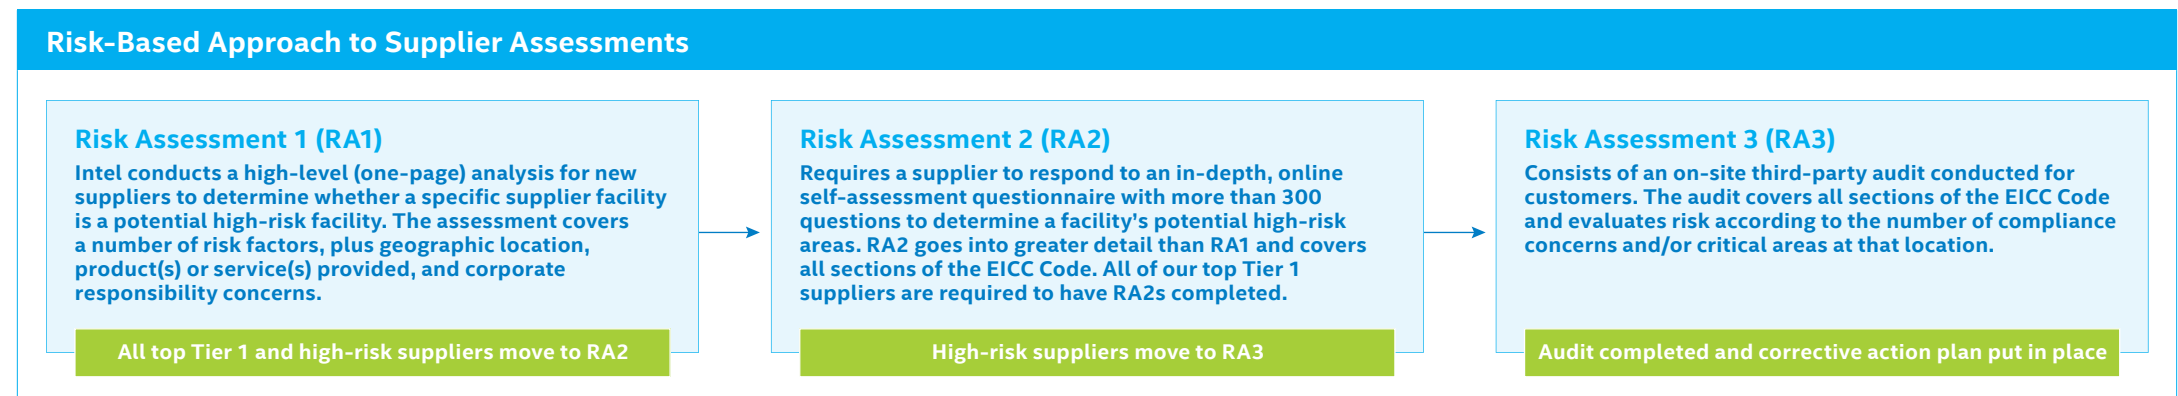 Risk-Based Approach to Supplier Assessments
Risk Assessment 1 (RA1)
Intel conducts a high-level (one-page) analysis for new
suppliers to determine whether a specific supplier facility
is a potential high-risk facility. The assessment covers
a number of risk factors, plus geographic location,
product(s) or service(s) provided, and corporate
responsibility concerns.
All top Tier 1 and high-risk suppliers move to RA2
Risk Assessment 2 (RA2)
Requires a supplier to respond to an in-depth, online
self-assessment questionnaire with more than 300
questions to determine a facility's potential high-risk
areas. RA2 goes into greater detail than RA1 and covers
all sections of the EICC Code. All of our top Tier 1
suppliers are required to have RA2s completed.
High-risk suppliers move to RA3
Risk Assessment 3 (RA3)
Consists of an on-site third-party audit conducted for
customers. The audit covers all sections of the EICC Code
and evaluates risk according to the number of compliance
concerns and/or critical areas at that location.
Audit completed and corrective action plan put in place